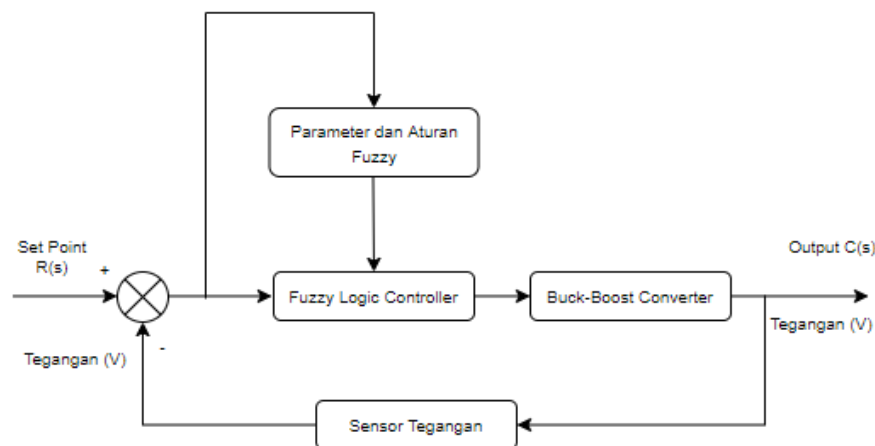 Parameter dan Aturan
Fuzzy
Set Point
R(s)
+
Output C(s)
Fuzzy Logic Controller
Buck-Boost Converter
Tegangan (V)
-
Tegangan (V)
Sensor Tegangan